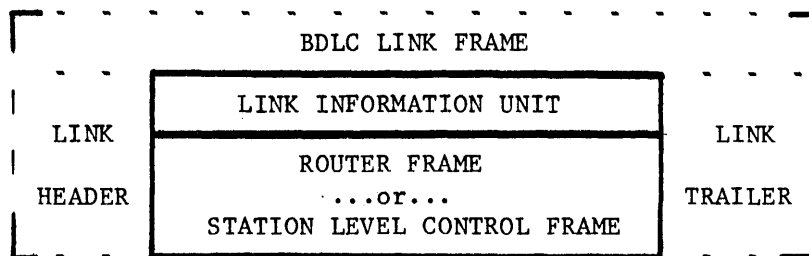 BDLC LINK FRAME
LINK INFORMATION UNIT
LINK
HEADER
ROUTER FRAME
...or...
STATION LEVEL CONTROL FRAME
LINK
TRAILER